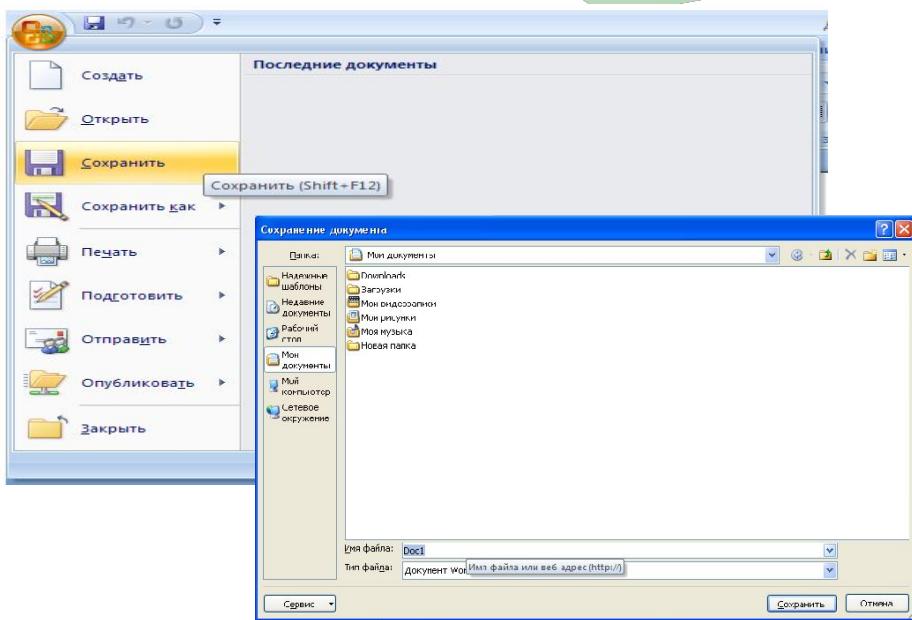 Последние документы
Создать
Открыть
Сохранить
Сохранить (Shift+F12)
Сохранить как
Печать
Подготовить
Отправить
Опубликовать
Закрыть
Сохранение документа
Папка:
Мои документы
Надежные шаблоны
Недавние документы
Рабочий стол
Мои документы
Мой компьютер
Сетевое окружение
Downloads
Загрузки
Мои видеозаписи
Мои рисунки
Моя музыка
Новая папка
Имя файла:
Doc1
Имя файла или веб адрес (http://)
Тип файла:
Документ Wor
Сервис
Сохранить
Отмена